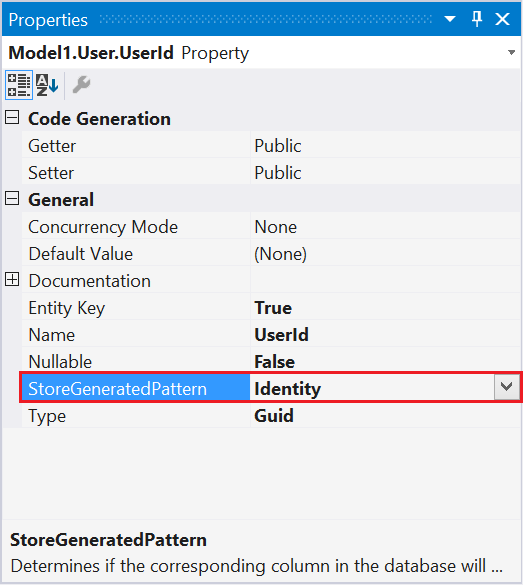 Properties
Model1.User.UserId Property
Code Generation
Getter Public
Setter Public
General
Concurrency Mode None
Default Value (None)
Documentation
Entity Key True
Name UserId
Nullable False
StoreGeneratedPattern Identity
Type Guid
StoreGeneratedPattern
Determines if the corresponding column in the database will ...